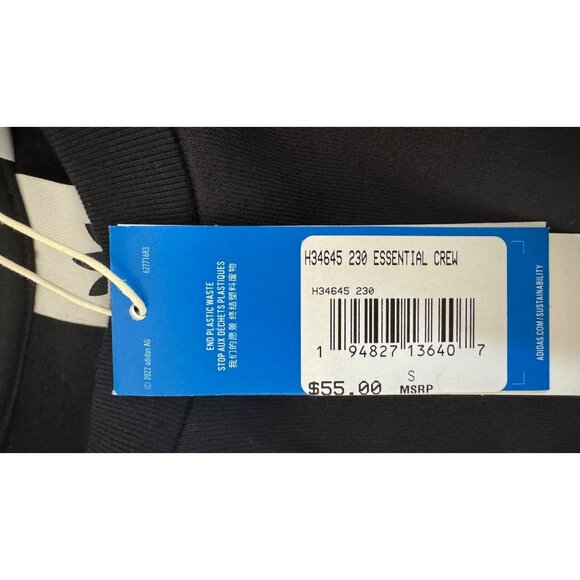 H34645 230 ESSENTIAL CREW
H34645 230
1 94827 13640 7
S
$55.00 MSRP
END PLASTIC WASTE
STOP AUX DÉCHETS PLASTIQUES
我们的愿景 终结塑料废物
© 2022 adidas AG
62771683
ADIDAS.COM/SUSTAINABILITY